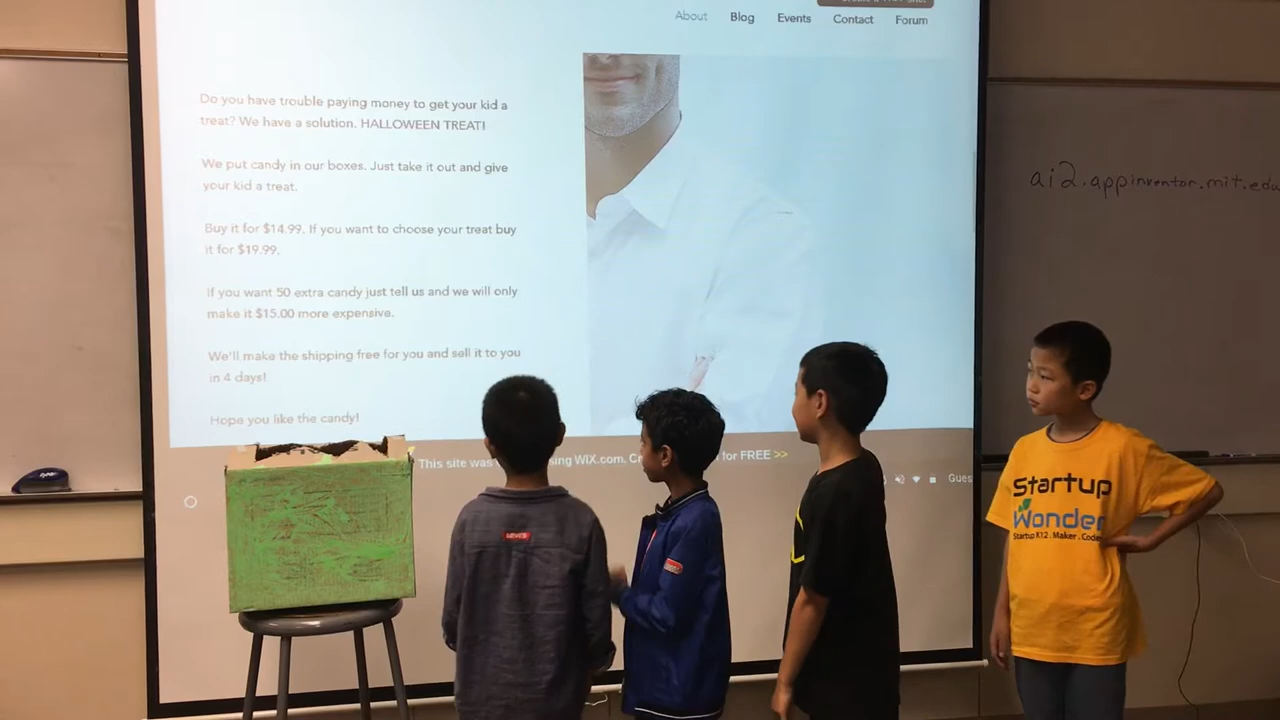 About Blog Events Contact Forum
Do you have trouble paying money to get your kid a
treat? We have a solution. HALLOWEEN TREAT!
We put candy in our boxes. Just take it out and give
your kid a treat.
Buy it for $14.99. If you want to choose your treat buy
it for $19.99.
If you want 50 extra candy just tell us and we will only
make it $15.00 more expensive.
We'll make the shipping free for you and sell it to you
in 4 days!
Hope you like the candy!
This site was
sing WIX.com.
for FREE >>
Gues
ai2.appinventor.mit.edu
LEVI'S
Startup
Wonder
Startup K12. Maker. Coder